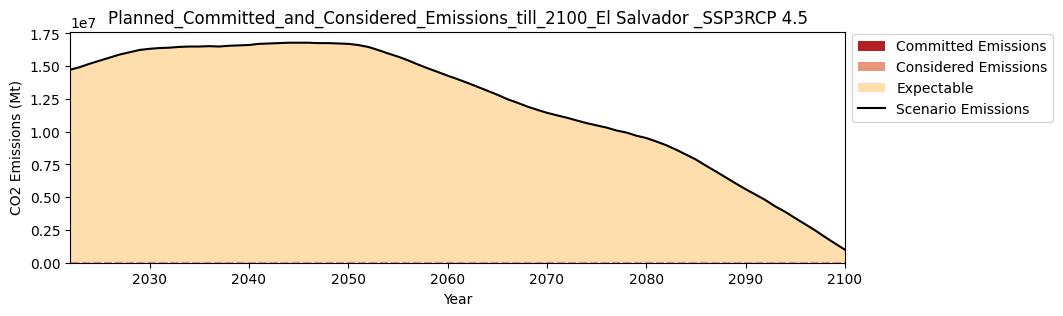 Planned_Committed_and_Considered_Emissions_till_2100_El Salvador _SSP3RCP 4.5
1e7
1.75
1.50
1.25
1.00
0.75
0.50
0.25
0.00
CO2 Emissions (Mt)
2030 2040 2050 2060 2070 2080 2090 2100
Year
Committed Emissions
Considered Emissions
Expectable
Scenario Emissions